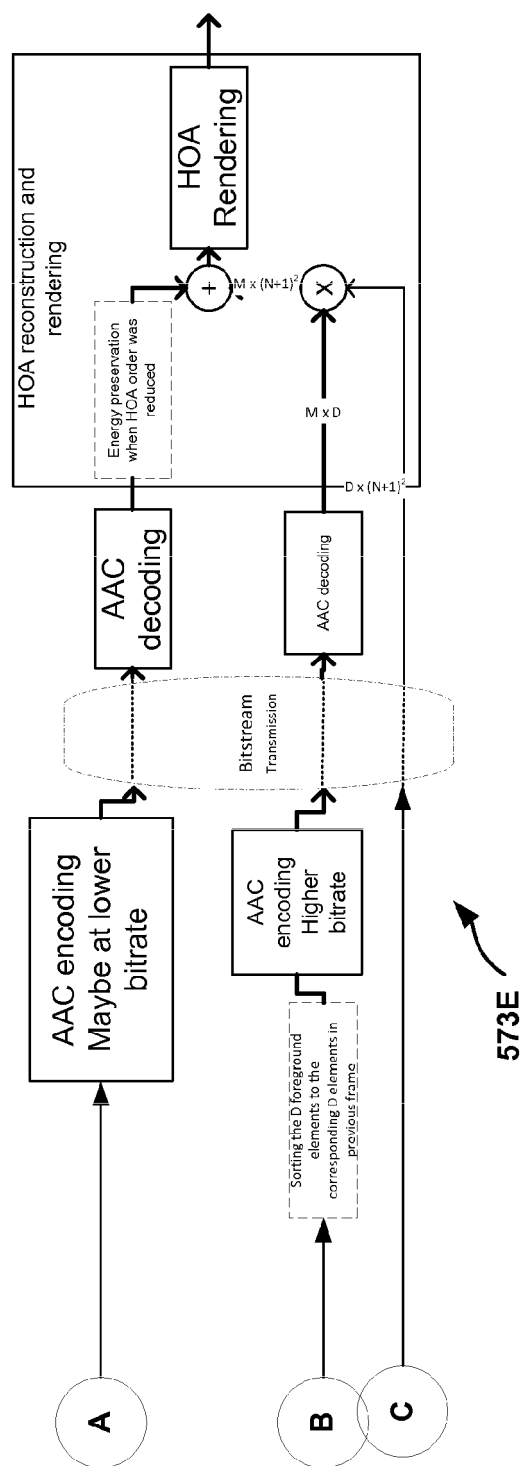 A
AAC encoding
Maybe at lower
bitrate
AAC
decoding
HOA reconstruction and
rendering
Energy preservation
when HOA order was
reduced
+
HOA
Rendering
M x (N+1)²
B
Sorting the D foreground
elements to the
corresponding D elements in
previous frame
AAC
encoding
Higher
bitrate
Bitstream
Transmission
AAC decoding
M x D
X
C
D x (N+1)²
573E